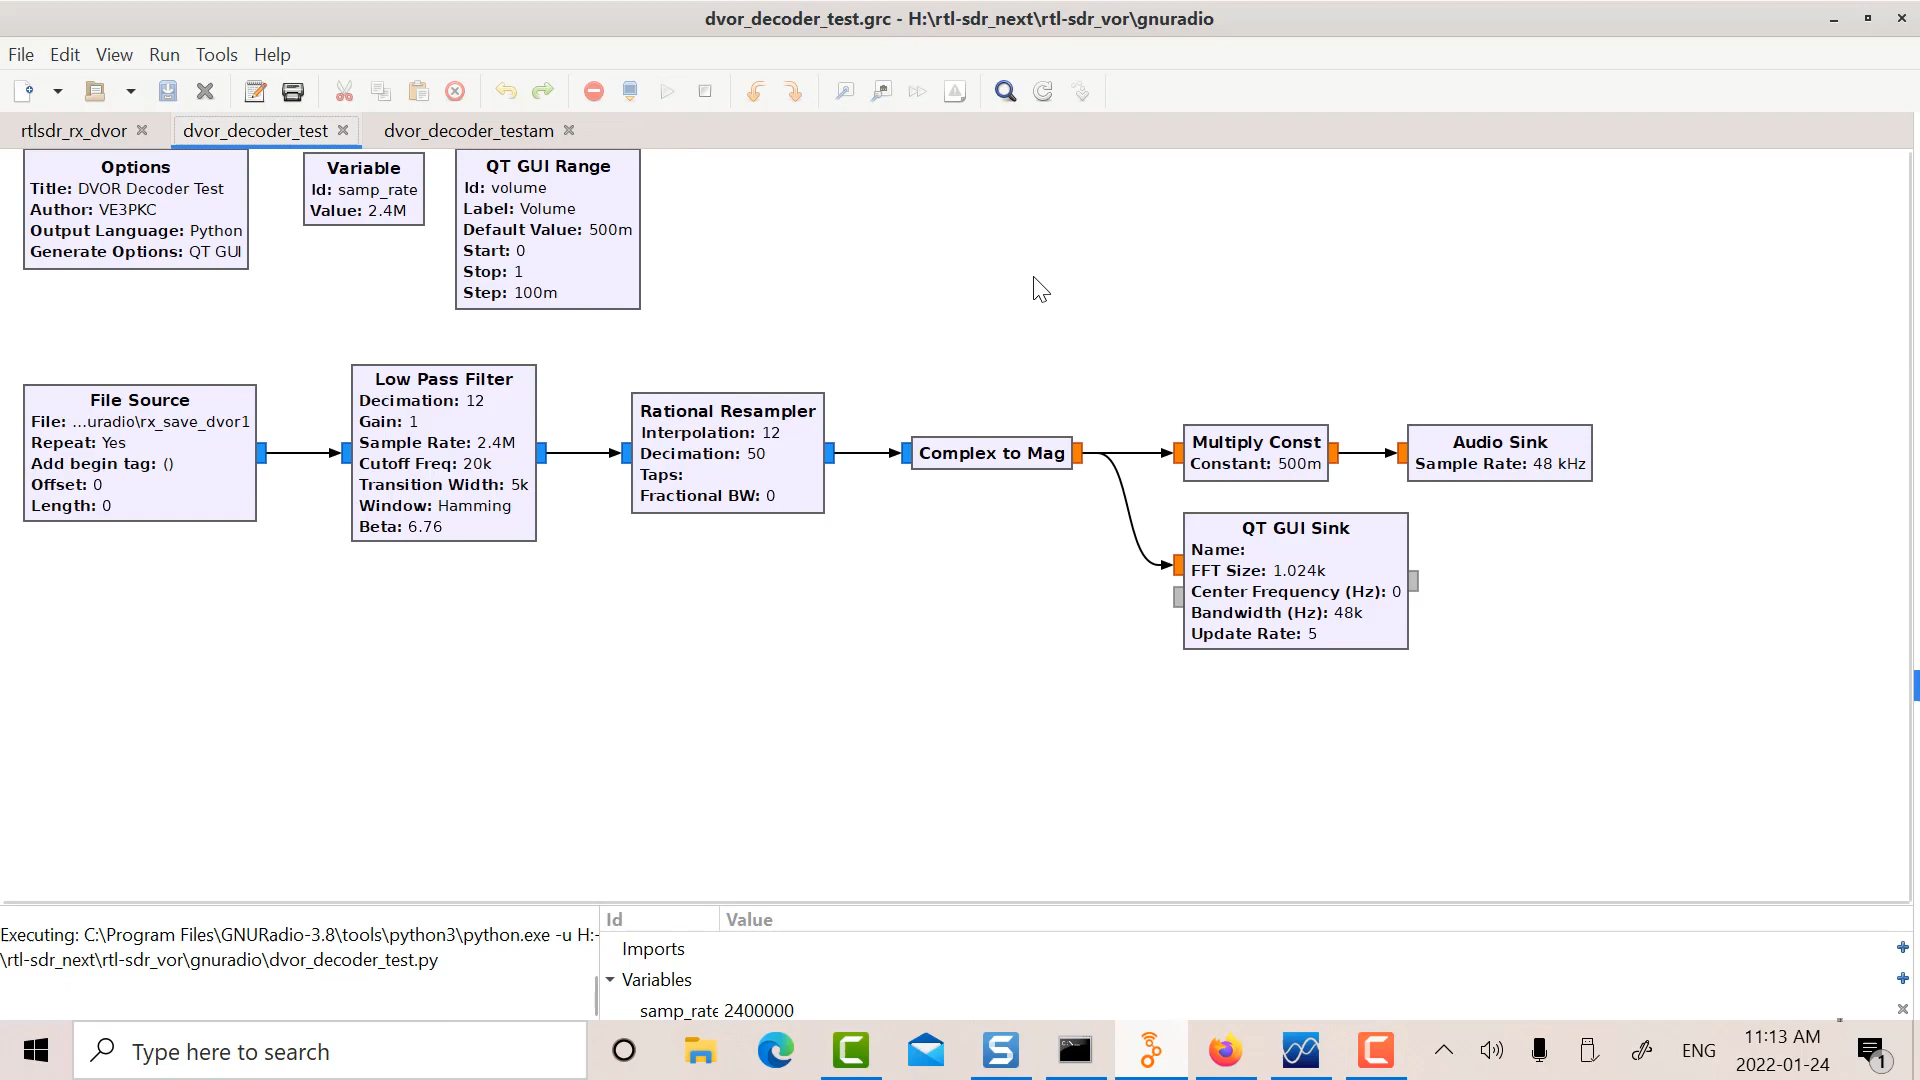 dvor_decoder_test.grc - H:\rtl-sdr_next\rtl-sdr_vor\gnuradio
File Edit View Run Tools Help
rtlsdr_rx_dvor
dvor_decoder_test
dvor_decoder_testam
Options
Title: DVOR Decoder Test
Author: VE3PKC
Output Language: Python
Generate Options: QT GUI
Variable
Id: samp_rate
Value: 2.4M
QT GUI Range
Id: volume
Label: Volume
Default Value: 500m
Start: 0
Stop: 1
Step: 100m
File Source
File: ...uradio\rx_save_dvor1
Repeat: Yes
Add begin tag: ()
Offset: 0
Length: 0
Low Pass Filter
Decimation: 12
Gain: 1
Sample Rate: 2.4M
Cutoff Freq: 20k
Transition Width: 5k
Window: Hamming
Beta: 6.76
Rational Resampler
Interpolation: 12
Decimation: 50
Taps:
Fractional BW: 0
Complex to Mag
Multiply Const
Constant: 500m
Audio Sink
Sample Rate: 48 kHz
QT GUI Sink
Name:
FFT Size: 1.024k
Center Frequency (Hz): 0
Bandwidth (Hz): 48k
Update Rate: 5
Executing: C:\Program Files\GNURadio-3.8\tools\python3\python.exe -u H:
\rtl-sdr_next\rtl-sdr_vor\gnuradio\dvor_decoder_test.py
Id Value
Imports
Variables
samp_rate 2400000
Type here to search
ENG
11:13 AM
2022-01-24
1